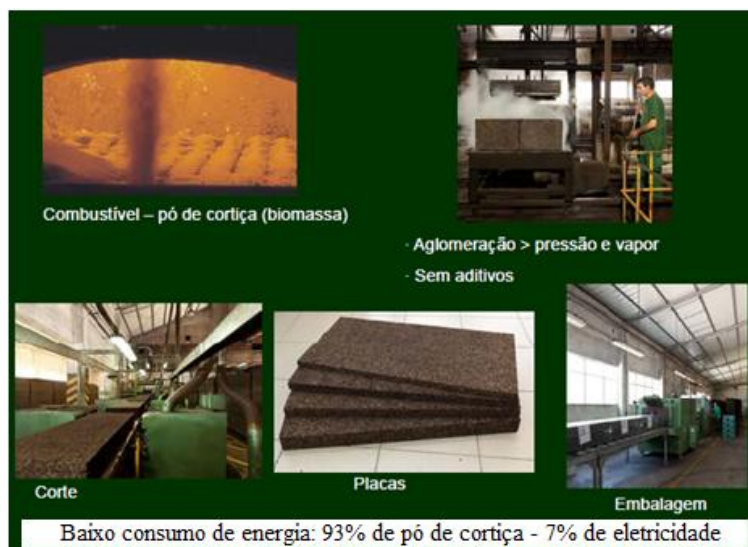 Combustível – pó de cortiça (biomassa)
· Aglomeração > pressão e vapor
· Sem aditivos
Corte
Placas
Embalagem
Baixo consumo de energia: 93% de pó de cortiça - 7% de eletricidade